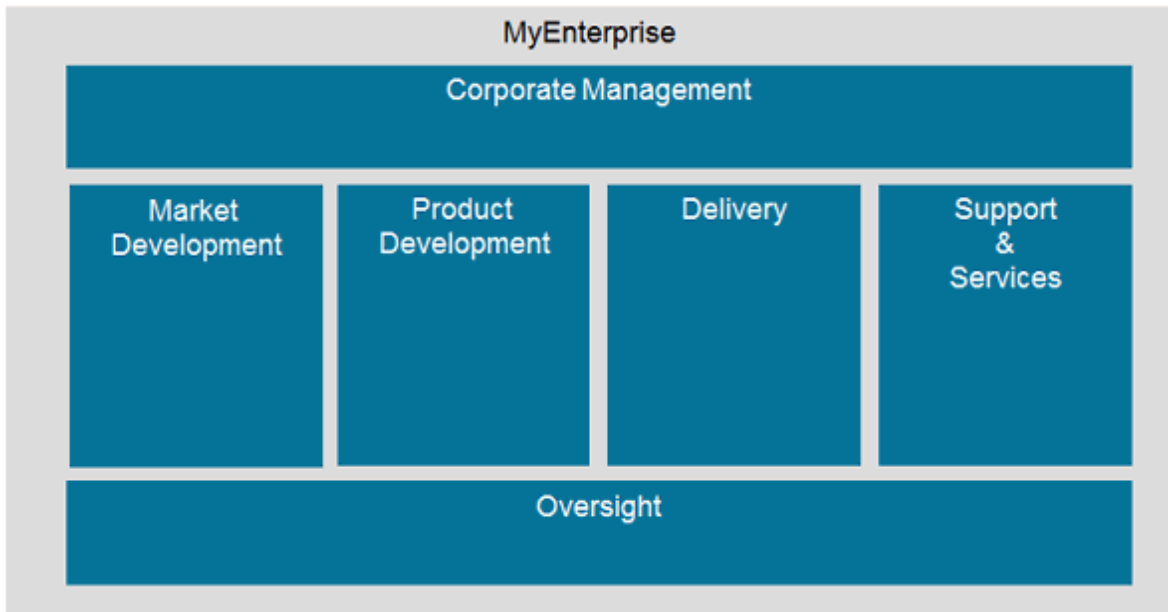 MyEnterprise
Corporate Management
Market
Development
Product
Development
Delivery
Support
&
Services
Oversight